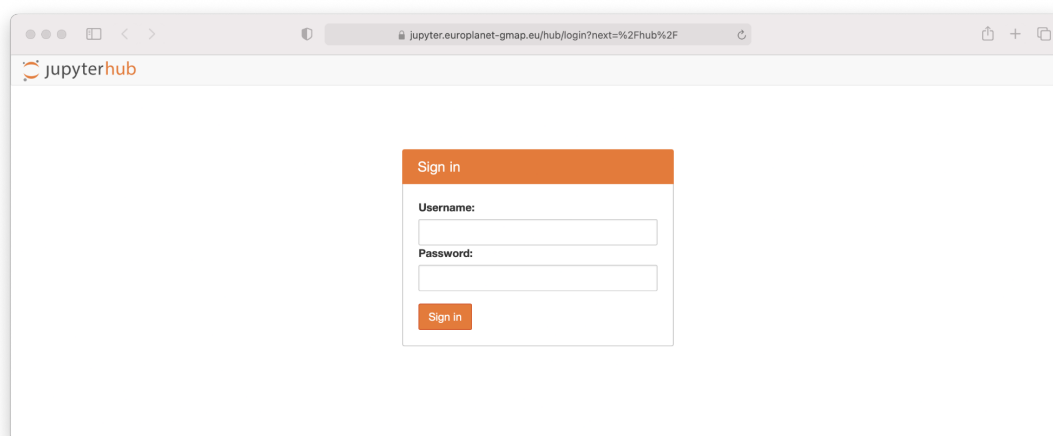 jupyter.europlanet-gmap.eu/hub/login?next=%2Fhub%2F
jupyterhub
Sign in
Username:
Password:
Sign in